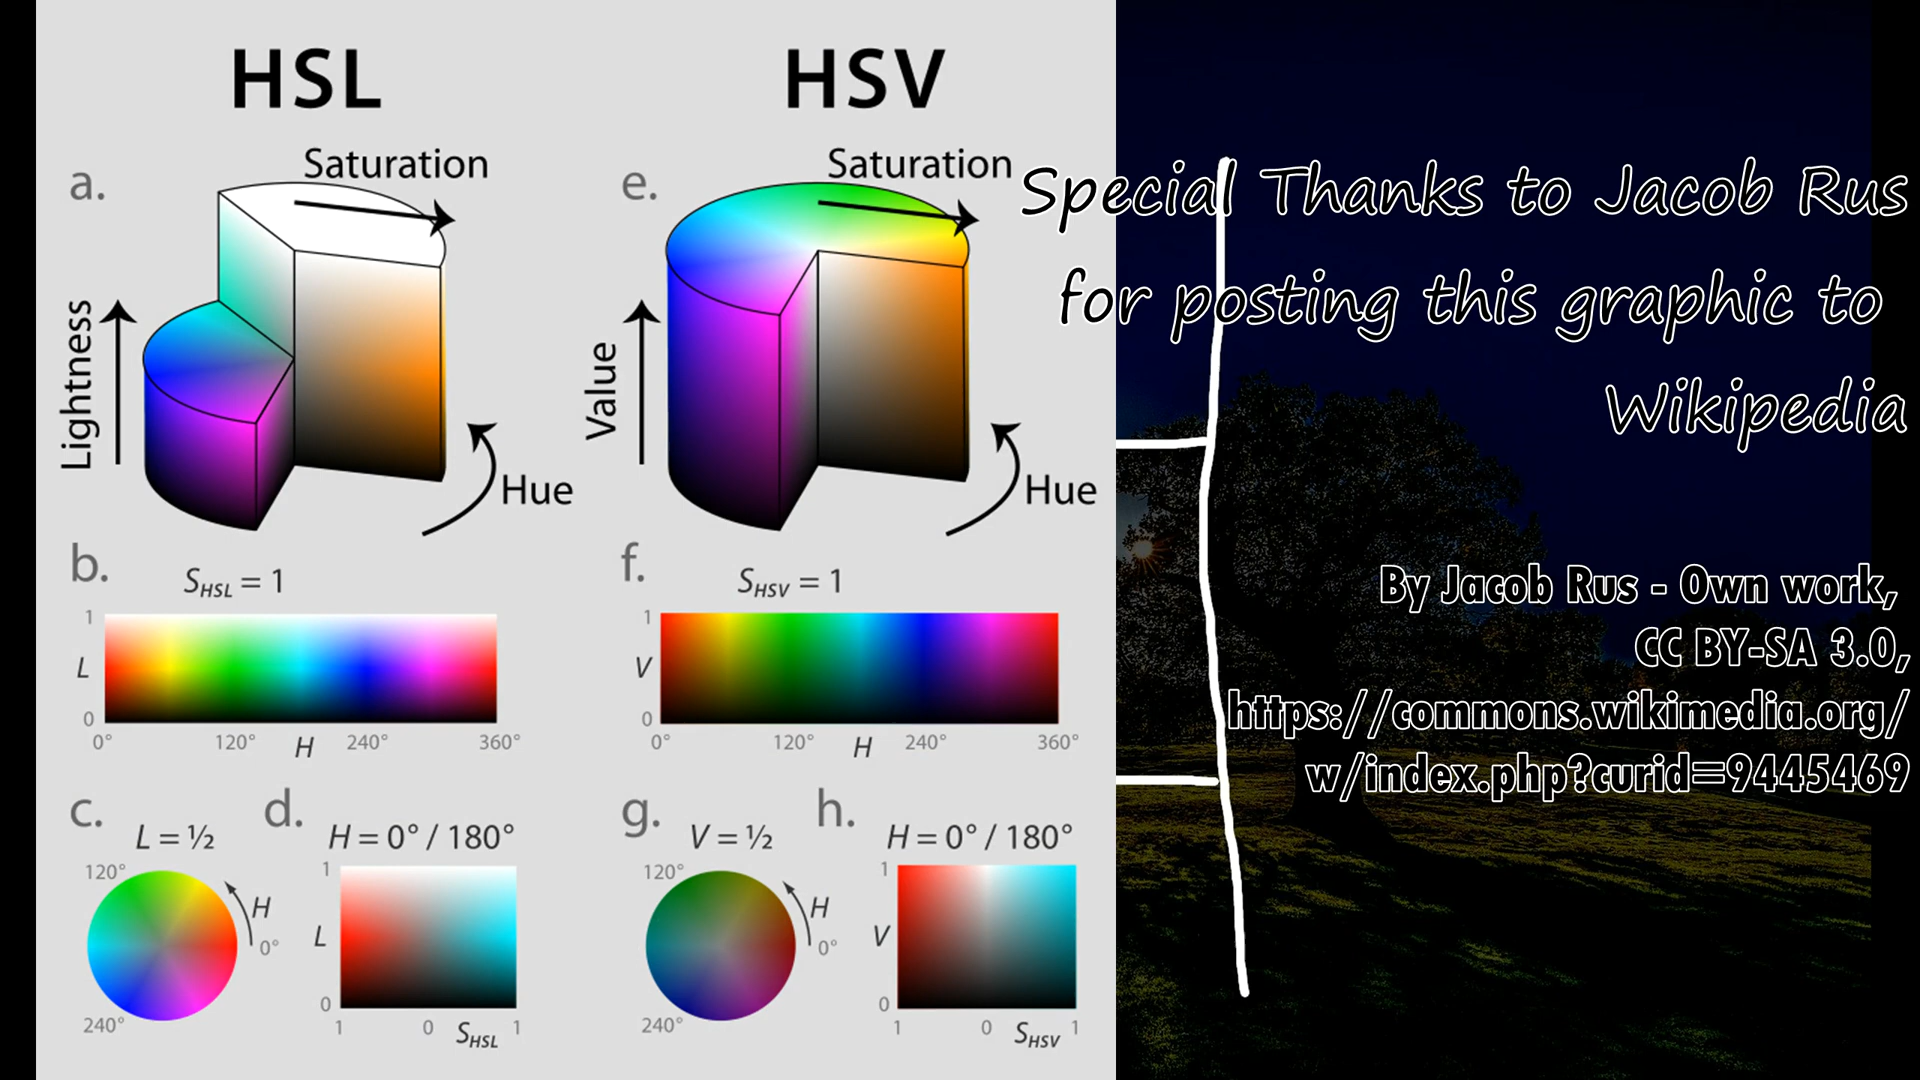 HSL
HSV
a.
Saturation
Lightness
Hue
e.
Saturation
Value
Hue
b.
S_HSL = 1
1
L
0
0° 120° H 240° 360°
f.
S_HSV = 1
1
V
0
0° 120° H 240° 360°
c.
L = ½
120°
H
0°
240°
d.
H = 0° / 180°
1
L
0
1 0 S_HSL 1
g.
V = ½
120°
H
0°
240°
h.
H = 0° / 180°
1
V
0
1 0 S_HSV 1
Special Thanks to Jacob Rus
for posting this graphic to
Wikipedia
By Jacob Rus - Own work,
CC BY-SA 3.0,
https://commons.wikimedia.org/
w/index.php?curid=9445469